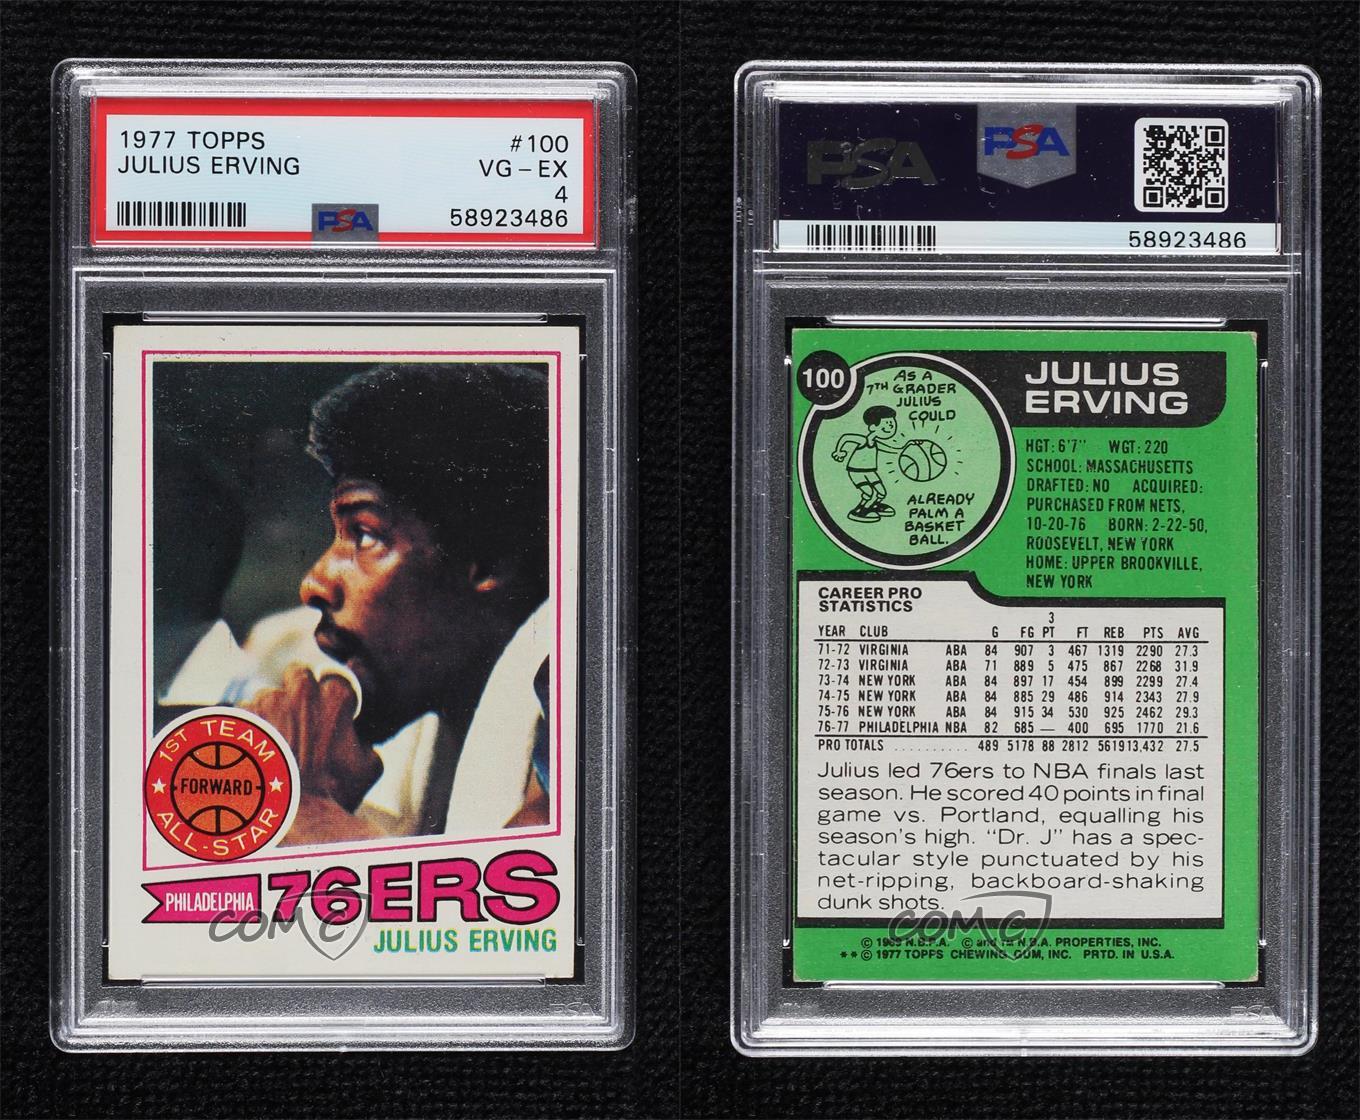 1977 TOPPS #100
JULIUS ERVING VG - EX
4
PSA 58923486
1ST TEAM
FORWARD
ALL-STAR
PHILADELPHIA 76ERS
JULIUS ERVING
COMC
PSA PSA
58923486
100
AS A
7TH GRADER
JULIUS
COULD
ALREADY
PALM A
BASKET
BALL.
JULIUS
ERVING
HGT: 6'7" WGT: 220
SCHOOL: MASSACHUSETTS
DRAFTED: NO ACQUIRED:
PURCHASED FROM NETS,
10-20-76 BORN: 2-22-50,
ROOSEVELT, NEW YORK
HOME: UPPER BROOKVILLE,
NEW YORK
CAREER PRO
STATISTICS
YEAR CLUB G FG 3 PT FT REB PTS AVG
71-72 VIRGINIA ABA 84 907 3 467 1319 2290 27.3
72-73 VIRGINIA ABA 71 889 5 475 867 2268 31.9
73-74 NEW YORK ABA 84 897 17 454 899 2299 27.4
74-75 NEW YORK ABA 84 885 29 486 914 2343 27.9
75-76 NEW YORK ABA 84 915 34 530 925 2462 29.3
76-77 PHILADELPHIA NBA 82 685 — 400 695 1770 21.6
PRO TOTALS .......... 489 5178 88 2812 5619 13,432 27.5
Julius led 76ers to NBA finals last
season. He scored 40 points in final
game vs. Portland, equalling his
season's high. "Dr. J" has a spec-
tacular style punctuated by his
net-ripping, backboard-shaking
dunk shots.
COMC
© 1969 N.B.P.A. © and TM N.B.A. PROPERTIES, INC.
** © 1977 TOPPS CHEWING GUM, INC. PRTD. IN U.S.A.